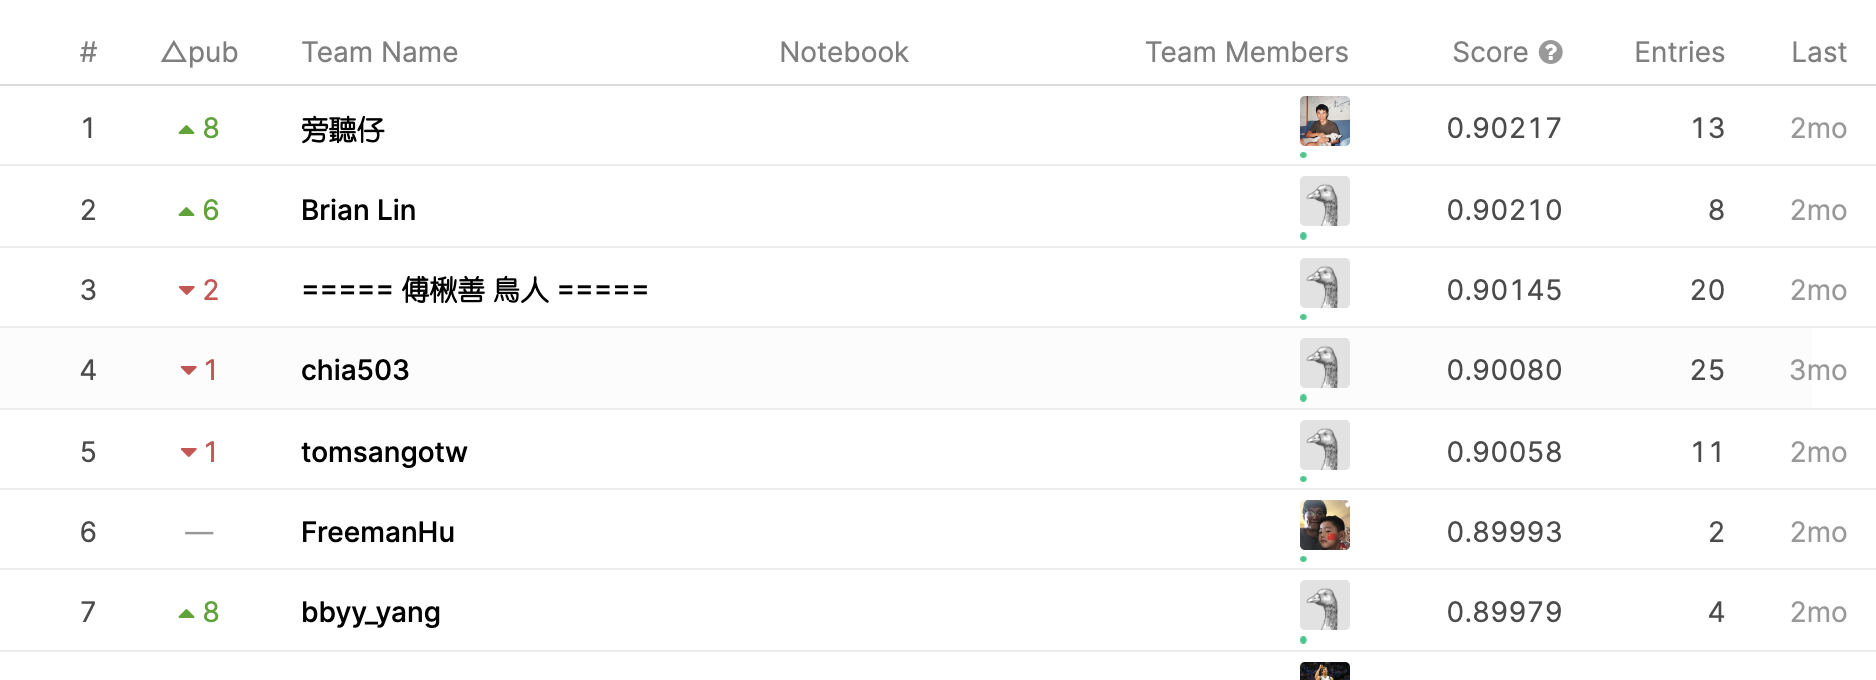 # △pub Team Name Notebook Team Members Score ? Entries Last
1 ▲ 8 旁聽仔 0.90217 13 2mo
2 ▲ 6 Brian Lin 0.90210 8 2mo
3 ▼ 2 ===== 傅楸善 鳥人 ===== 0.90145 20 2mo
4 ▼ 1 chia503 0.90080 25 3mo
5 ▼ 1 tomsangotw 0.90058 11 2mo
6 — FreemanHu 0.89993 2 2mo
7 ▲ 8 bbyy_yang 0.89979 4 2mo